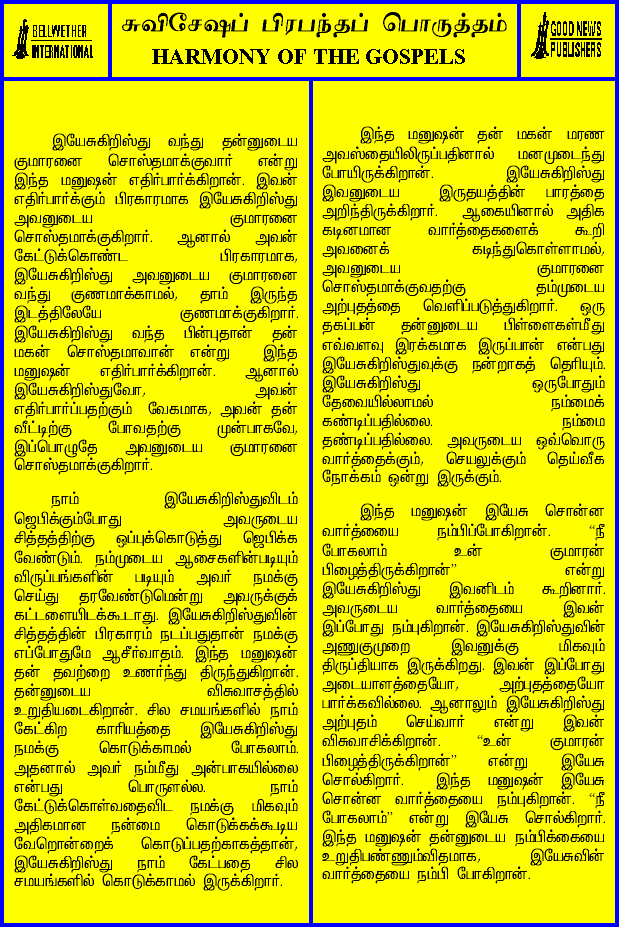 BELLWETHER
INTERNATIONAL
சுவிசேஷப் பிரபந்தப் பொருத்தம்
HARMONY OF THE GOSPELS
GOOD NEWS
PUBLISHERS
இயேசுகிறிஸ்து வந்து தன்னுடைய
குமாரனை சொஸ்தமாக்குவார் என்று
இந்த மனுஷன் எதிர்பார்க்கிறான். இவன்
எதிர்பார்க்கும் பிரகாரமாக இயேசுகிறிஸ்து
அவனுடைய குமாரனை
சொஸ்தமாக்குகிறார். ஆனால் அவன்
கேட்டுக்கொண்ட பிரகாரமாக,
இயேசுகிறிஸ்து அவனுடைய குமாரனை
வந்து குணமாக்காமல், தாம் இருந்த
இடத்திலேயே குணமாக்குகிறார்.
இயேசுகிறிஸ்து வந்த பின்புதான் தன்
மகன் சொஸ்தமாவான் என்று இந்த
மனுஷன் எதிர்பார்க்கிறான். ஆனால்
இயேசுகிறிஸ்துவோ, அவன்
எதிர்பார்ப்பதற்கும் வேகமாக, அவன் தன்
வீட்டிற்கு போவதற்கு முன்பாகவே,
இப்பொழுதே அவனுடைய குமாரனை
சொஸ்தமாக்குகிறார்.
நாம் இயேசுகிறிஸ்துவிடம்
ஜெபிக்கும்போது அவருடைய
சித்தத்திற்கு ஒப்புக்கொடுத்து ஜெபிக்க
வேண்டும். நம்முடைய ஆசைகளின்படியும்
விருப்பங்களின் படியும் அவர் நமக்கு
செய்து தரவேண்டுமென்று அவருக்குக்
கட்டளையிடக்கூடாது. இயேசுகிறிஸ்துவின்
சித்தத்தின் பிரகாரம் நடப்பதுதான் நமக்கு
எப்போதுமே ஆசீர்வாதம். இந்த மனுஷன்
தன் தவற்றை உணர்ந்து திருந்துகிறான்.
தன்னுடைய விசுவாசத்தில்
உறுதியடைகிறான். சில சமயங்களில் நாம்
கேட்கிற காரியத்தை இயேசுகிறிஸ்து
நமக்கு கொடுக்காமல் போகலாம்.
அதனால் அவர் நம்மீது அன்பாகயில்லை
என்பது பொருளல்ல. நாம்
கேட்டுக்கொள்வதைவிட நமக்கு மிகவும்
அதிகமான நன்மை கொடுக்கக்கூடிய
வேறொன்றைக் கொடுப்பதற்காகத்தான்,
இயேசுகிறிஸ்து நாம் கேட்பதை சில
சமயங்களில் கொடுக்காமல் இருக்கிறார்.
இந்த மனுஷன் தன் மகன் மரண
அவஸ்தையிலிருப்பதினால் மனமுடைந்து
போயிருக்கிறான். இயேசுகிறிஸ்து
இவனுடைய இருதயத்தின் பாரத்தை
அறிந்திருக்கிறார். ஆகையினால் அதிக
கடினமான வார்த்தைகளைக் கூறி
அவனைக் கடிந்துகொள்ளாமல்,
அவனுடைய குமாரனை
சொஸ்தமாக்குவதற்கு தம்முடைய
அற்புதத்தை வெளிப்படுத்துகிறார். ஒரு
தகப்பன் தன்னுடைய பிள்ளைகள்மீது
எவ்வளவு இரக்கமாக இருப்பான் என்பது
இயேசுகிறிஸ்துவுக்கு நன்றாகத் தெரியும்.
இயேசுகிறிஸ்து ஒருபோதும்
தேவையில்லாமல் நம்மைக்
கண்டிப்பதில்லை. நம்மை
தண்டிப்பதில்லை. அவருடைய ஒவ்வொரு
வார்த்தைக்கும், செயலுக்கும் தெய்வீக
நோக்கம் ஒன்று இருக்கும்.
இந்த மனுஷன் இயேசு சொன்ன
வார்த்யை நம்பிப்போகிறான். “நீ
போகலாம் உன் குமாரன்
பிழைத்திருக்கிறான்” என்று
இயேசுகிறிஸ்து இவனிடம் கூறினார்.
அவருடைய வார்த்தையை இவன்
இப்போது நம்புகிறான். இயேசுகிறிஸ்துவின்
அணுகுமுறை இவனுக்கு மிகவும்
திருப்தியாக இருக்கிறது. இவன் இப்போது
அடையாளத்தையோ, அற்புதத்தையோ
பார்க்கவில்லை. ஆனாலும் இயேசுகிறிஸ்து
அற்புதம் செய்வார் என்று இவன்
விசுவாசிக்கிறான். “உன் குமாரன்
பிழைத்திருக்கிறான்” என்று இயேசு
சொல்கிறார். இந்த மனுஷன் இயேசு
சொன்ன வார்த்தையை நம்புகிறான். “நீ
போகலாம்” என்று இயேசு சொல்கிறார்.
இந்த மனுஷன் தன்னுடைய நம்பிக்கையை
உறுதிபண்ணும்விதமாக, இயேசுவின்
வார்த்தையை நம்பி போகிறான்.